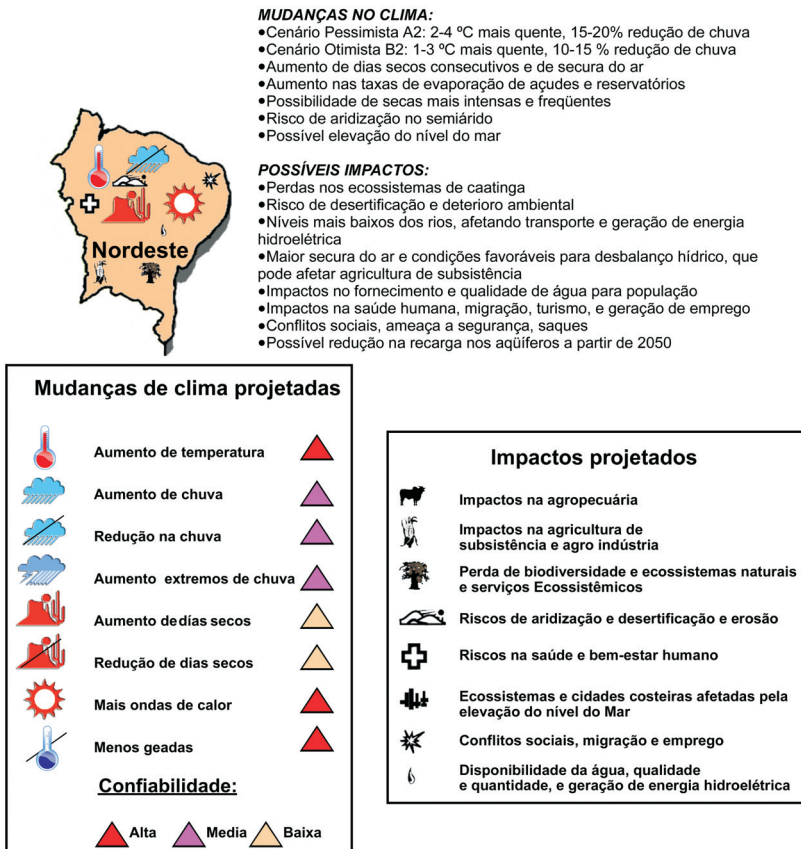 MUDANÇAS NO CLIMA:
●Cenário Pessimista A2: 2-4 ºC mais quente, 15-20% redução de chuva
●Cenário Otimista B2: 1-3 ºC mais quente, 10-15 % redução de chuva
●Aumento de dias secos consecutivos e de secura do ar
●Aumento nas taxas de evaporação de açudes e reservatórios
●Possibilidade de secas mais intensas e freqüentes
●Risco de aridização no semiárido
●Possível elevação do nível do mar
POSSÍVEIS IMPACTOS:
●Perdas nos ecossistemas de caatinga
●Risco de desertificação e deterioro ambiental
●Níveis mais baixos dos rios, afetando transporte e geração de energia
hidroelétrica
●Maior secura do ar e condições favoráveis para desbalanço hídrico, que
pode afetar agricultura de subsistência
●Impactos no fornecimento e qualidade de água para população
●Impactos na saúde humana, migração, turismo, e geração de emprego
●Conflitos sociais, ameaça a segurança, saques
●Possível redução na recarga nos aqüíferos a partir de 2050
Nordeste
Mudanças de clima projetadas
Aumento de temperatura
Aumento de chuva
Redução na chuva
Aumento extremos de chuva
Aumento de días secos
Redução de dias secos
Mais ondas de calor
Menos geadas
Confiabilidade:
Alta Media Baixa
Impactos projetados
Impactos na agropecuária
Impactos na agricultura de
subsistência e agro indústria
Perda de biodiversidade e ecossistemas naturais
e serviços Ecossistêmicos
Riscos de aridização e desertificação e erosão
Riscos na saúde e bem-estar humano
Ecossistemas e cidades costeiras afetadas pela
elevação do nível do Mar
Conflitos sociais, migração e emprego
Disponibilidade da água, qualidade
e quantidade, e geração de energia hidroelétrica